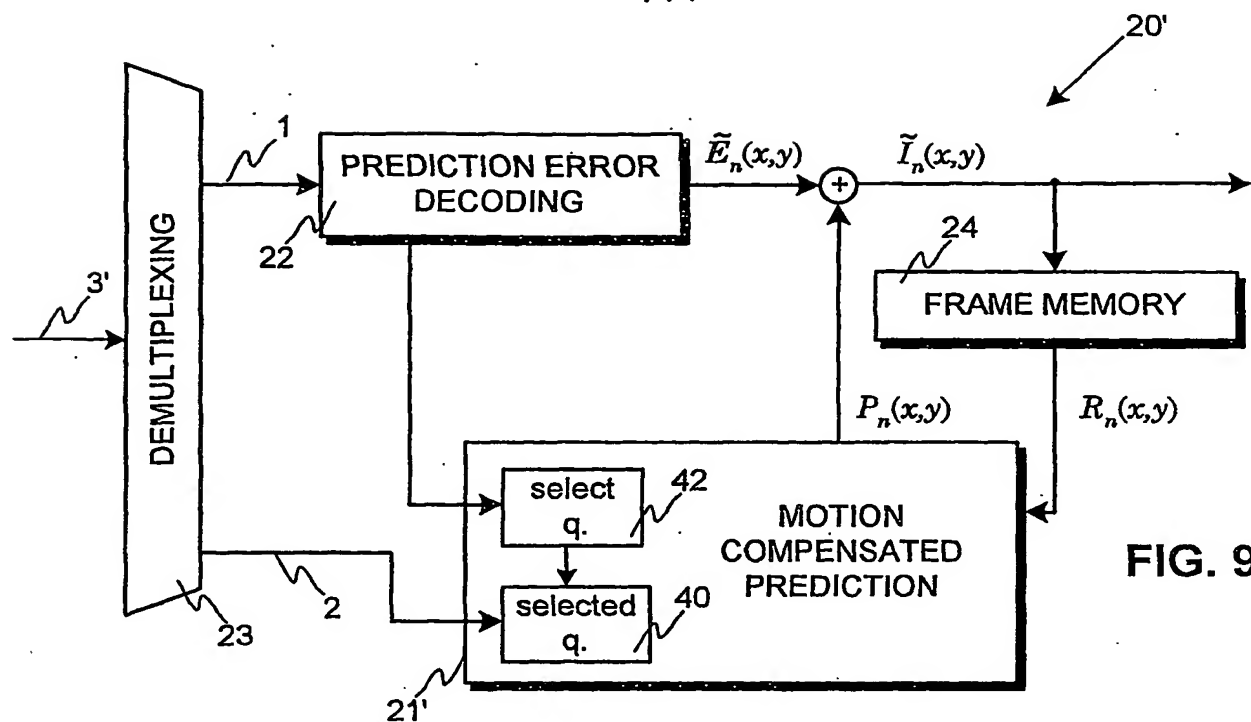 20'
1
PREDICTION ERROR
DECODING
22
Ẽₙ(x,y)
+
Ĩₙ(x,y)
24
FRAME MEMORY
3'
DEMULTIPLEXING
Pₙ(x,y)
Rₙ(x,y)
select
q.
42
MOTION
COMPENSATED
PREDICTION
selected
q.
40
2
23
21'
FIG. 9